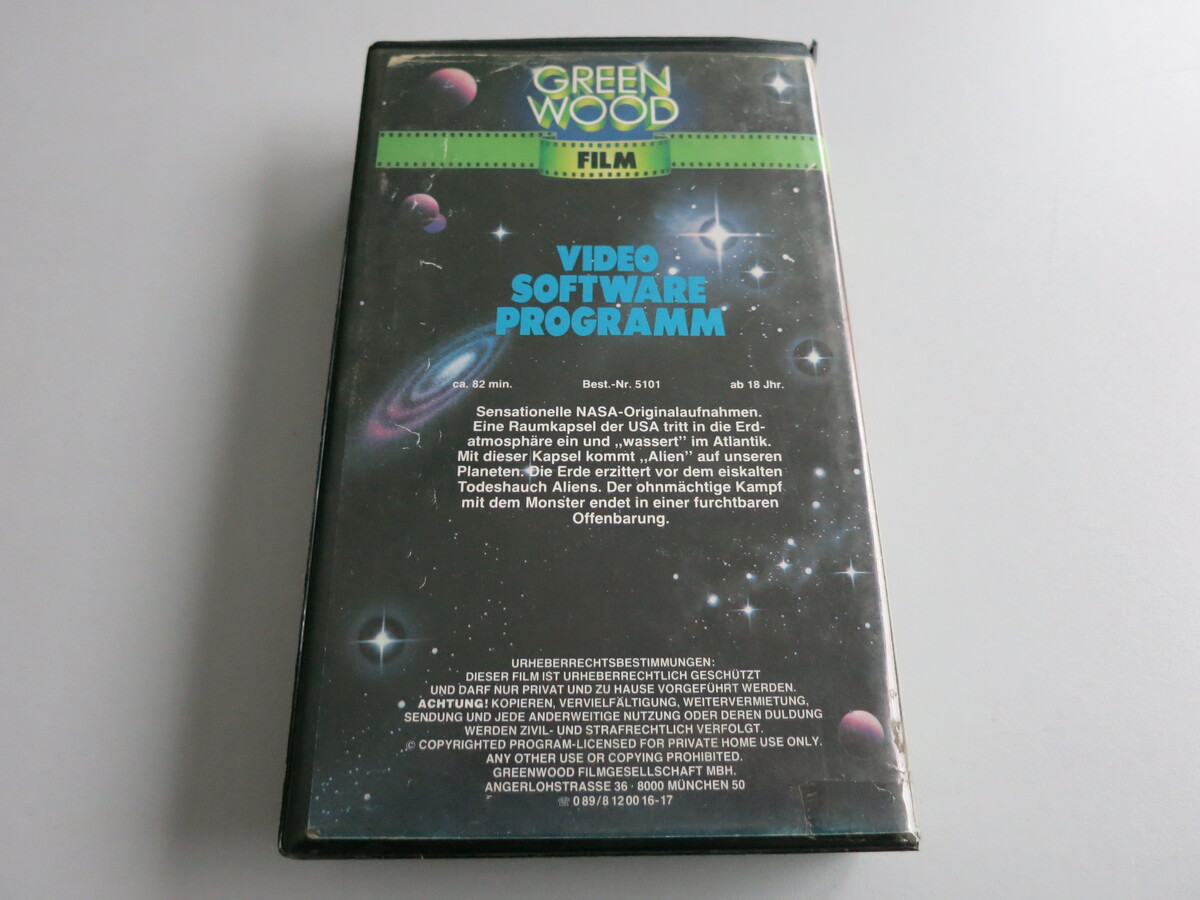 GREEN
WOOD
FILM
VIDEO
SOFTWARE
PROGRAMM
ca. 82 min. Best.-Nr. 5101 ab 18 Jhr.
Sensationelle NASA-Originalaufnahmen.
Eine Raumkapsel der USA tritt in die Erd-
atmosphäre ein und ,,wassert'' im Atlantik.
Mit dieser Kapsel kommt ,,Alien'' auf unseren
Planeten. Die Erde erzittert vor dem eiskalten
Todeshauch Aliens. Der ohnmächtige Kampf
mit dem Monster endet in einer furchtbaren
Offenbarung.
URHEBERRECHTSBESTIMMUNGEN:
DIESER FILM IST URHEBERRECHTLICH GESCHÜTZT
UND DARF NUR PRIVAT UND ZU HAUSE VORGEFÜHRT WERDEN.
ACHTUNG! KOPIEREN, VERVIELFÄLTIGUNG, WEITERVERMIETUNG,
SENDUNG UND JEDE ANDERWEITIGE NUTZUNG ODER DEREN DULDUNG
WERDEN ZIVIL- UND STRAFRECHTLICH VERFOLGT.
© COPYRIGHTED PROGRAM-LICENSED FOR PRIVATE HOME USE ONLY.
ANY OTHER USE OR COPYING PROHIBITED.
GREENWOOD FILMGESELLSCHAFT MBH.
ANGERLOHSTRASSE 36 · 8000 MÜNCHEN 50
☏ 0 89/8 12 00 16-17